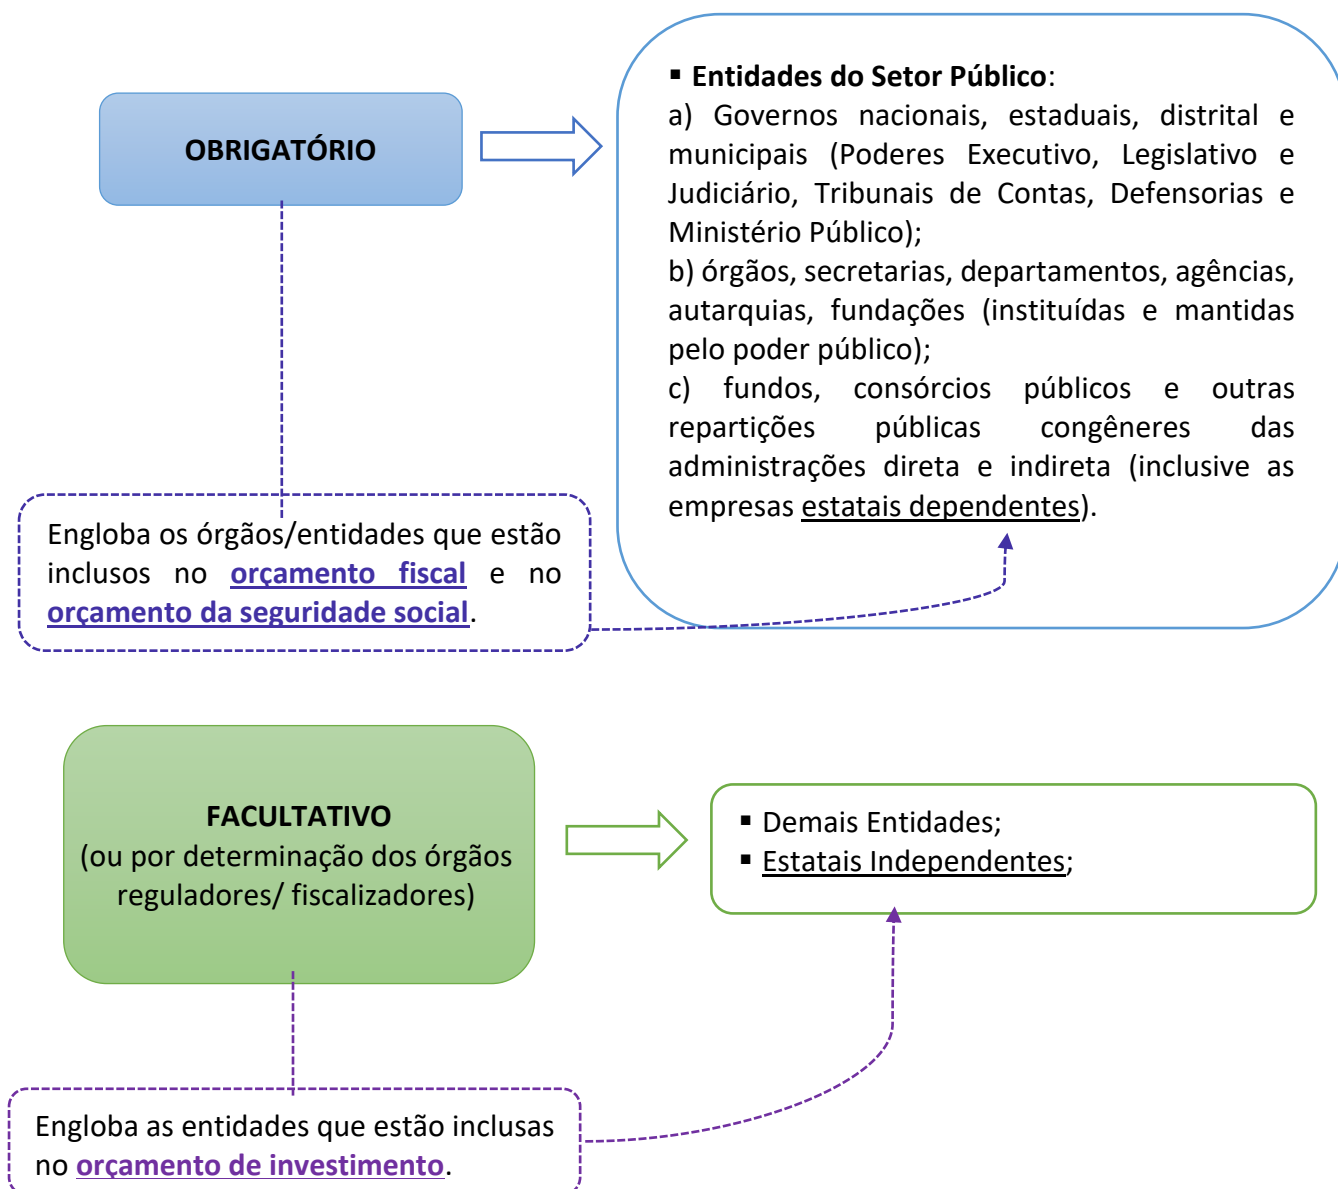 OBRIGATÓRIO
▪ Entidades do Setor Público:
a) Governos nacionais, estaduais, distrital e
municipais (Poderes Executivo, Legislativo e
Judiciário, Tribunais de Contas, Defensorias e
Ministério Público);
b) órgãos, secretarias, departamentos, agências,
autarquias, fundações (instituídas e mantidas
pelo poder público);
c) fundos, consórcios públicos e outras
repartições públicas congêneres das
administrações direta e indireta (inclusive as
empresas estatais dependentes).
Engloba os órgãos/entidades que estão
inclusos no orçamento fiscal e no
orçamento da seguridade social.
FACULTATIVO
(ou por determinação dos órgãos
reguladores/ fiscalizadores)
▪ Demais Entidades;
▪ Estatais Independentes;
Engloba as entidades que estão inclusas
no orçamento de investimento.